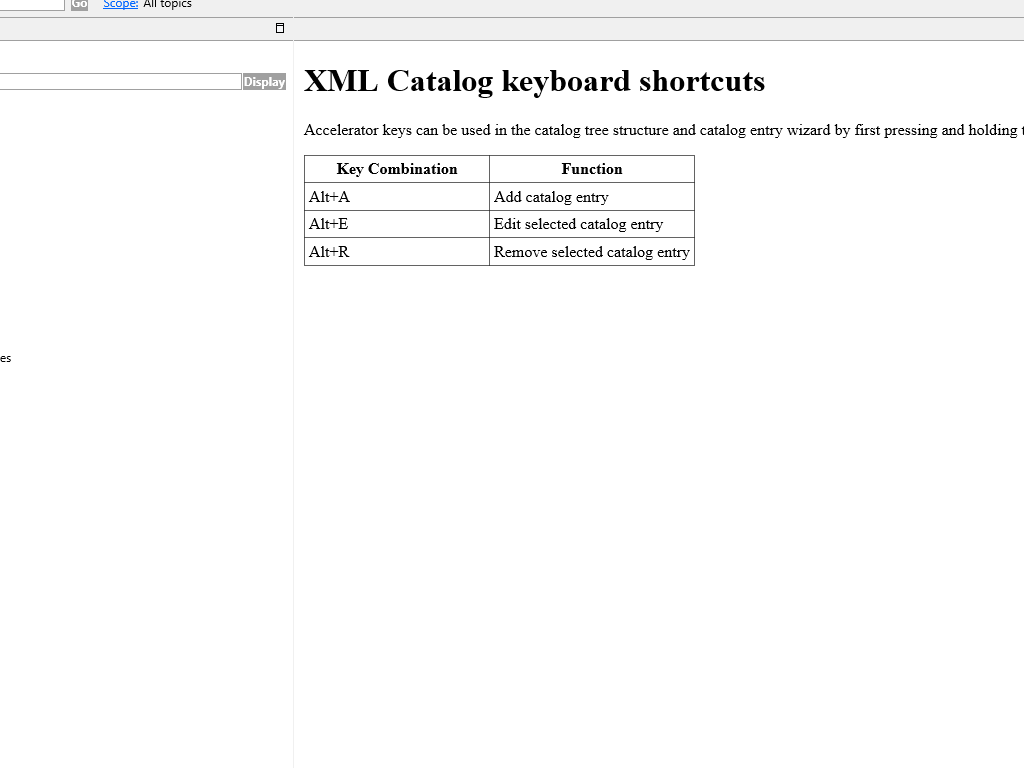 Go Scope: All topics
Display
XML Catalog keyboard shortcuts
Accelerator keys can be used in the catalog tree structure and catalog entry wizard by first pressing and holding
Key Combination Function
Alt+A Add catalog entry
Alt+E Edit selected catalog entry
Alt+R Remove selected catalog entry
es